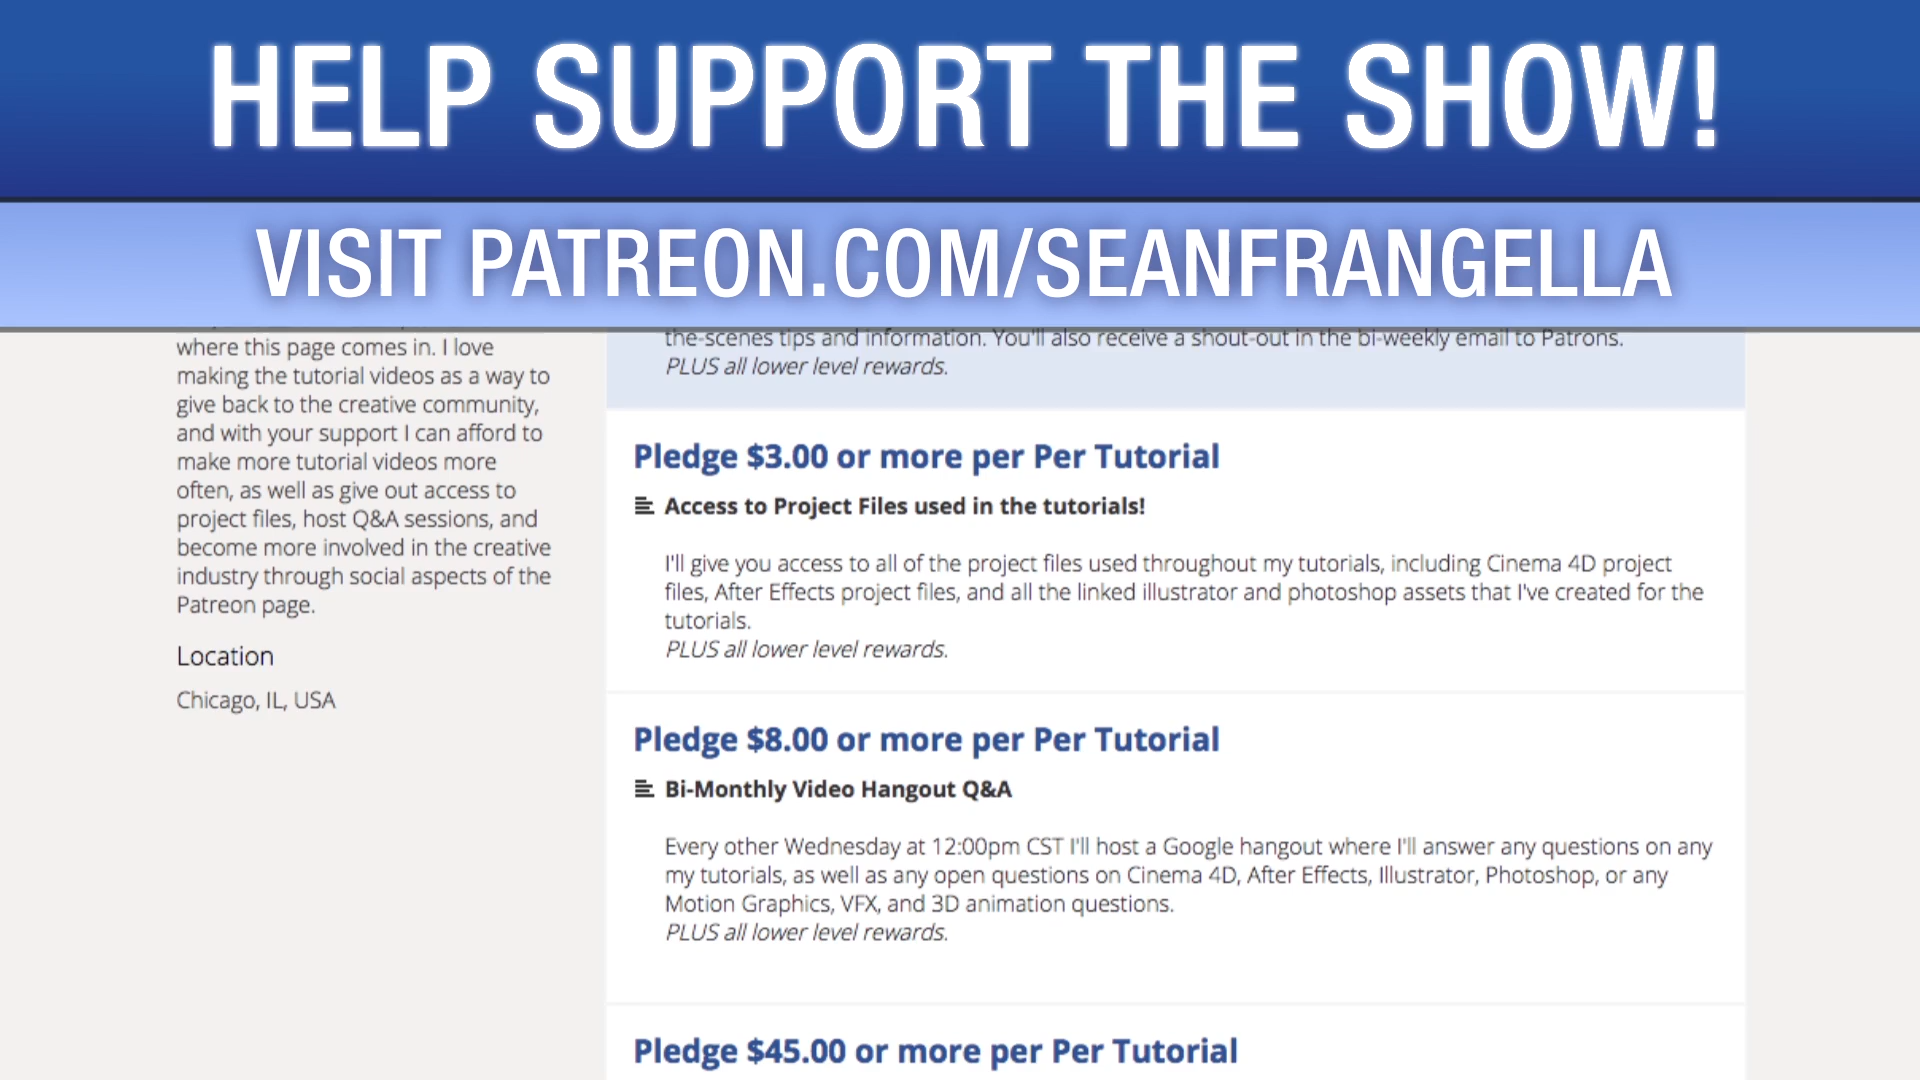 HELP SUPPORT THE SHOW!
VISIT PATREON.COM/SEANFRANGELLA
where this page comes in. I love
making the tutorial videos as a way to
give back to the creative community,
and with your support I can afford to
make more tutorial videos more
often, as well as give out access to
project files, host Q&A sessions, and
become more involved in the creative
industry through social aspects of the
Patreon page.
Location
Chicago, IL, USA
the-scenes tips and information. You'll also receive a shout-out in the bi-weekly email to Patrons.
PLUS all lower level rewards.
Pledge $3.00 or more per Per Tutorial
Access to Project Files used in the tutorials!
I'll give you access to all of the project files used throughout my tutorials, including Cinema 4D project
files, After Effects project files, and all the linked illustrator and photoshop assets that I've created for the
tutorials.
PLUS all lower level rewards.
Pledge $8.00 or more per Per Tutorial
Bi-Monthly Video Hangout Q&A
Every other Wednesday at 12:00pm CST I'll host a Google hangout where I'll answer any questions on any
my tutorials, as well as any open questions on Cinema 4D, After Effects, Illustrator, Photoshop, or any
Motion Graphics, VFX, and 3D animation questions.
PLUS all lower level rewards.
Pledge $45.00 or more per Per Tutorial